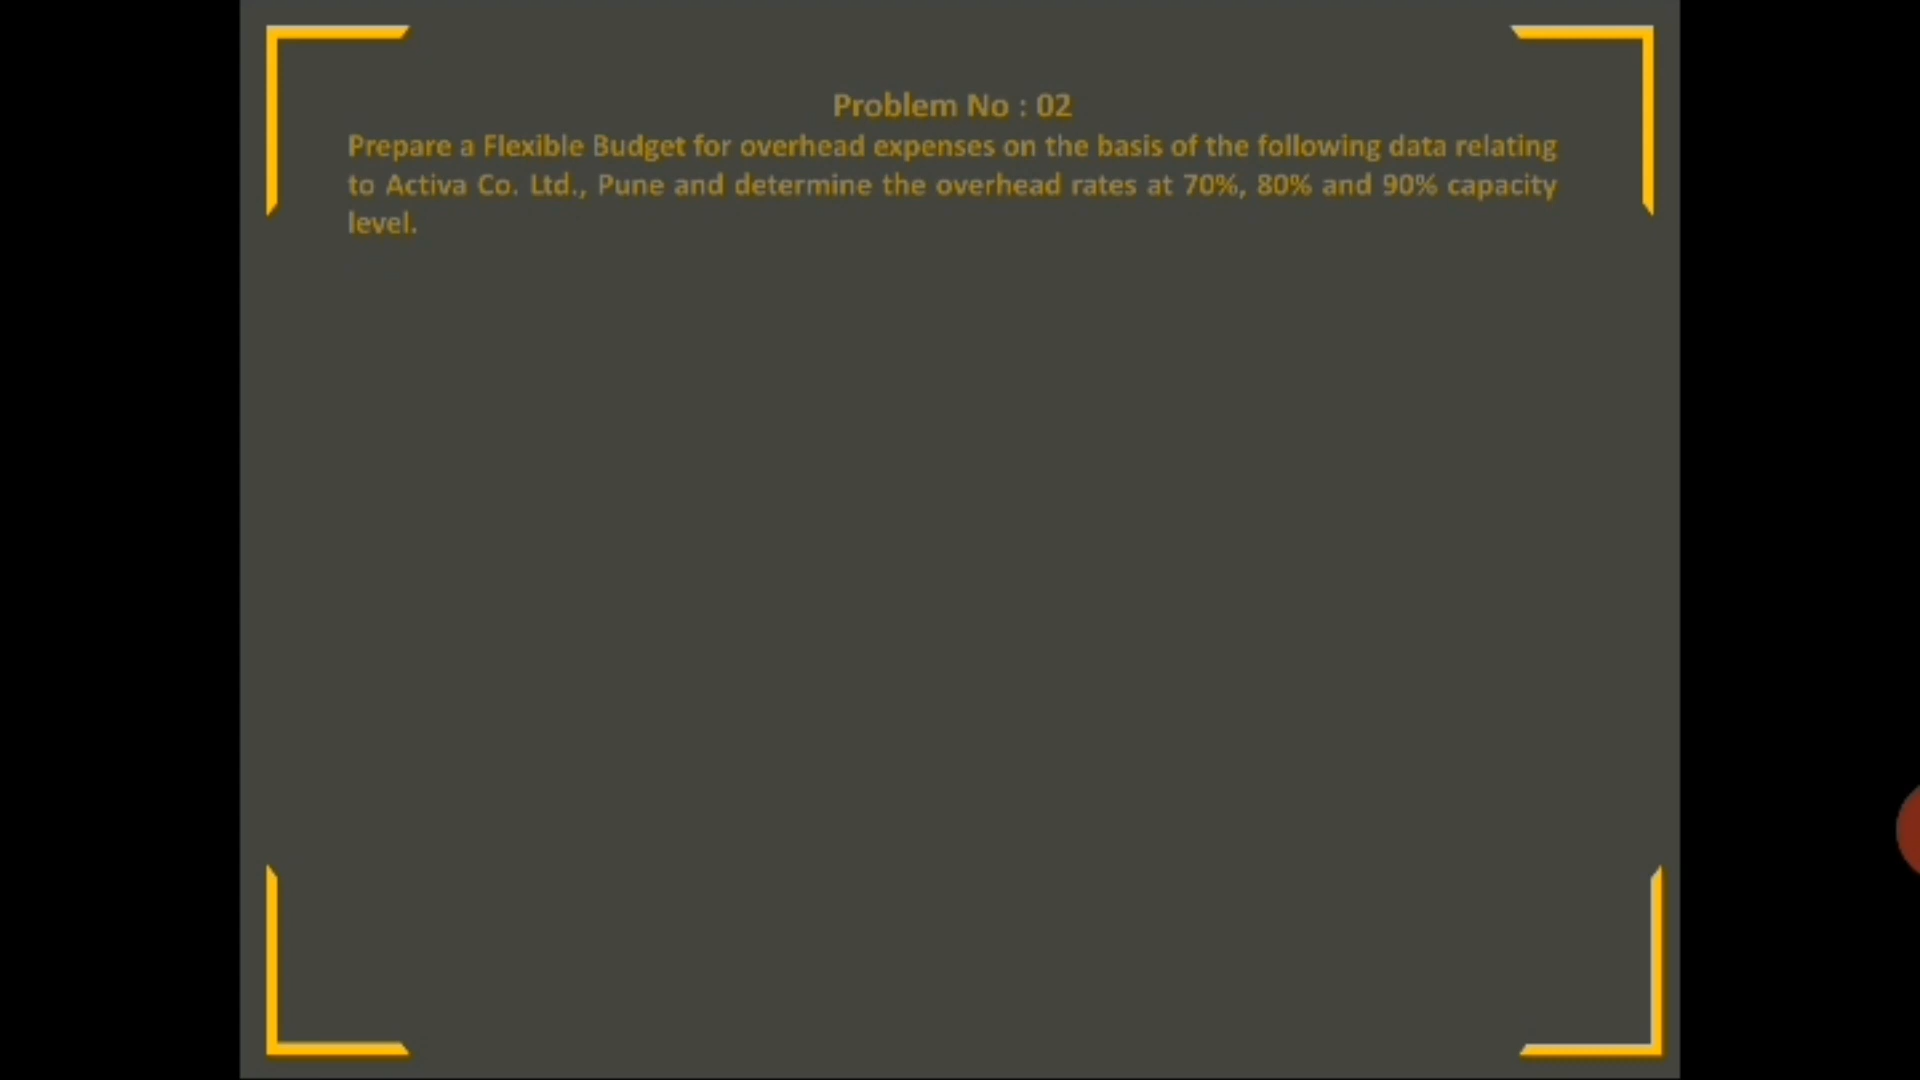 Problem No : 02
Prepare a Flexible Budget for overhead expenses on the basis of the following data relating
to Activa Co. Ltd., Pune and determine the overhead rates at 70%, 80% and 90% capacity
level.